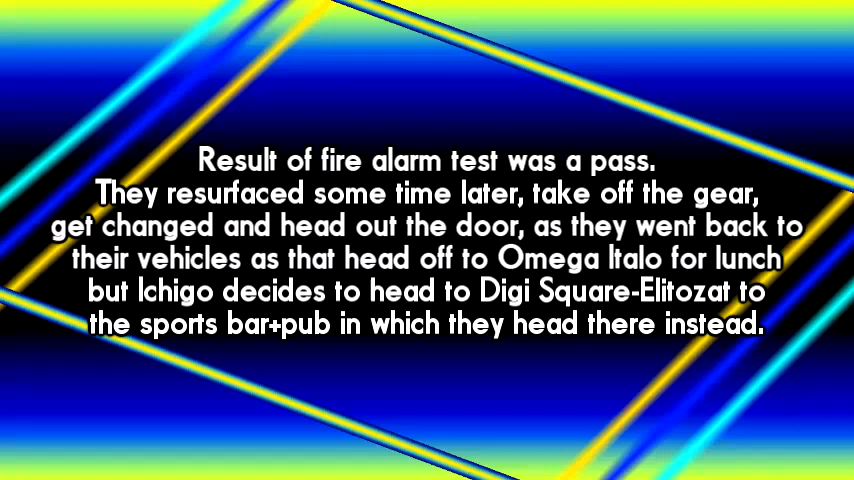 Result of fire alarm test was a pass.
They resurfaced some time later, take off the gear,
get changed and head out the door, as they went back to
their vehicles as that head off to Omega Italo for lunch
but Ichigo decides to head to Digi Square-Elitozat to
the sports bar+pub in which they head there instead.